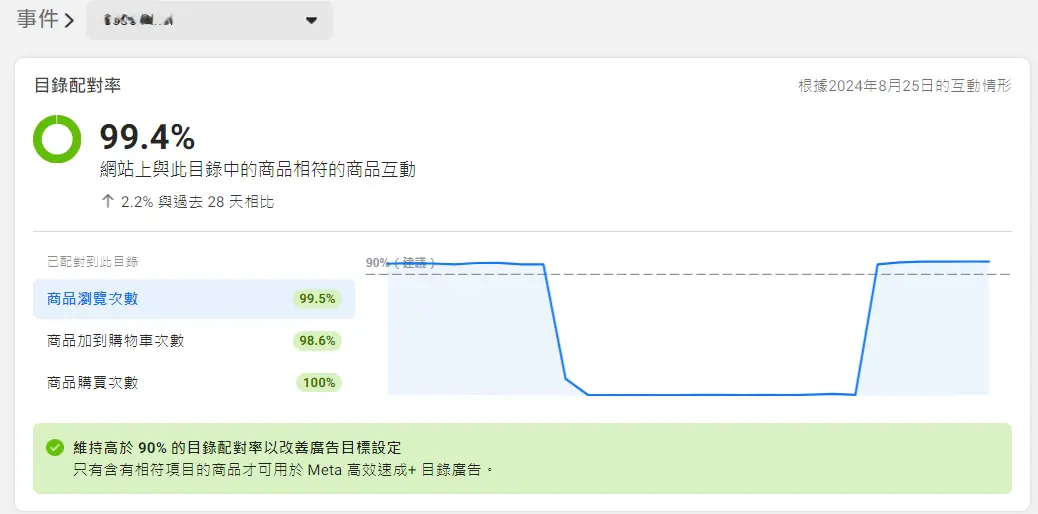 事件
目錄配對率
根據2024年8月25日的互動情形
99.4%
網站上與此目錄中的商品相符的商品互動
↑ 2.2% 與過去 28 天相比
已配對到此目錄
商品瀏覽次數 99.5%
商品加到購物車次數 98.6%
商品購買次數 100%
90% (建議)
維持高於 90% 的目錄配對率以改善廣告目標設定
只有含有相符項目的商品才可用於 Meta 高效速成+ 目錄廣告。